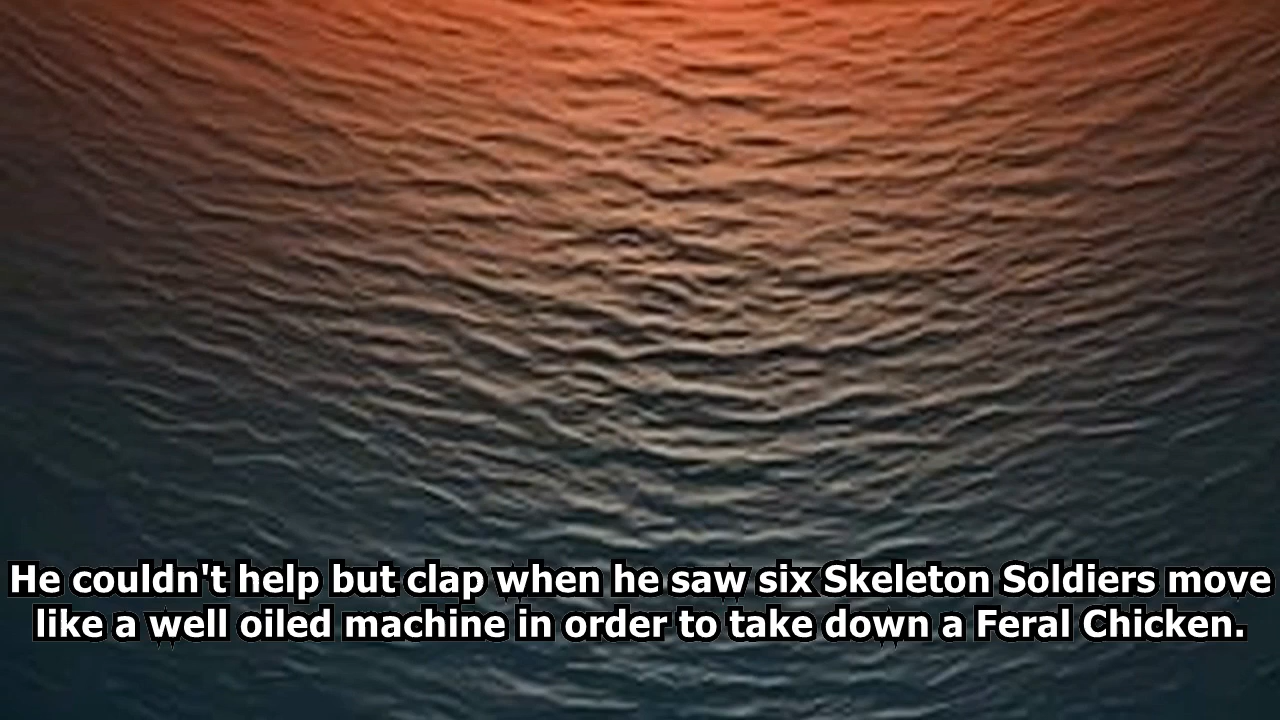 He couldn't help but clap when he saw six Skeleton Soldiers move
like a well oiled machine in order to take down a Feral Chicken.